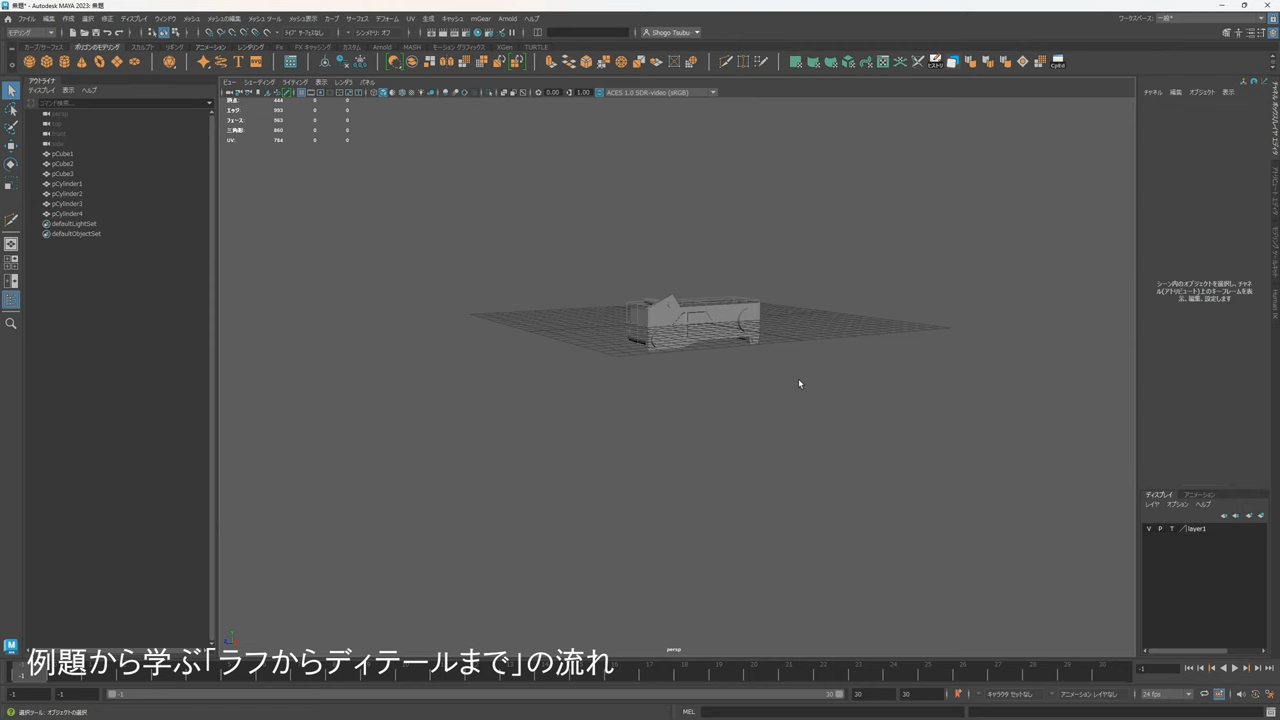 無題* - Autodesk MAYA 2023: 無題
ファイル 編集 作成 選択 修正 ディスプレイ ウィンドウ メッシュ メッシュの編集 メッシュ ツール メッシュ表示 カーブ サーフェス デフォーム UV 生成 キャッシュ mGear Arnold ヘルプ
ワークスペース: 一般*
モデリング
シンメトリ: オフ
Shogo Tsubu
カーブ/サーフェス ポリゴンのモデリング スカルプト リギング アニメーション レンダリング Fx FX キャッシング カスタム Arnold MASH モーション グラフィックス XGen TURTLE
アウトライナ
ディスプレイ 表示 ヘルプ
ビュー シェーディング ライティング 表示 レンダラ パネル
チャネル 編集 オブジェクト 表示
0.00 1.00 ACES 1.0 SDR-video (sRGB)
頂点: 444 0 0
エッジ: 993 0 0
フェース: 563 0 0
三角形: 860 0 0
UV: 784 0 0
persp
top
front
side
pCube1
pCube2
pCube3
pCylinder1
pCylinder2
pCylinder3
pCylinder4
defaultLightSet
defaultObjectSet
シーン内のオブジェクトを選択し、チャネル(アトリビュート)上のキーフレームを表示、編集、設定します
ディスプレイ アニメーション
レイヤ オプション ヘルプ
V P T layer1
persp
例題から学ぶ「ラフからディテールまで」の流れ
-1 -1 -1 30 30 30 キャラクタ セットなし アニメーション レイヤなし 24 fps
選択ツール: オブジェクトの選択
MEL